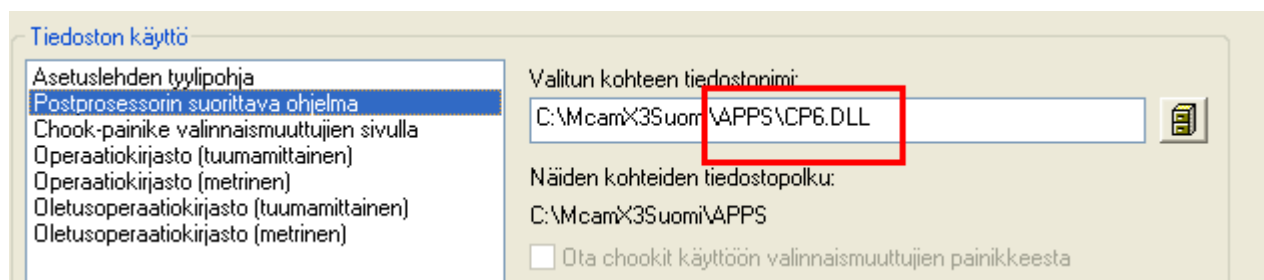 Tiedoston käyttö
Asetuslehden tyylipohja
Postprosessorin suorittava ohjelma
Chook-painike valinnaismuuttujien sivulla
Operaatiokirjasto (tuumamittainen)
Operaatiokirjasto (metrinen)
Oletusoperaatiokirjasto (tuumamittainen)
Oletusoperaatiokirjasto (metrinen)
Valitun kohteen tiedostonimi:
C:\McamX3Suomi\APPS\CP6.DLL
Näiden kohteiden tiedostopolku:
C:\McamX3Suomi\APPS
Ota chookit käyttöön valinnaismuuttujien painikkeesta